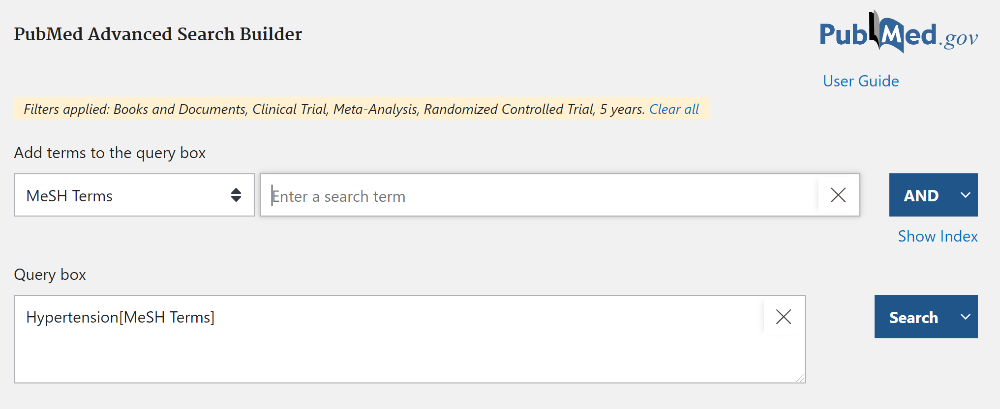 PubMed Advanced Search Builder
PubMed.gov
User Guide
Filters applied: Books and Documents, Clinical Trial, Meta-Analysis, Randomized Controlled Trial, 5 years. Clear all
Add terms to the query box
MeSH Terms
Enter a search term
AND
Show Index
Query box
Hypertension[MeSH Terms]
Search